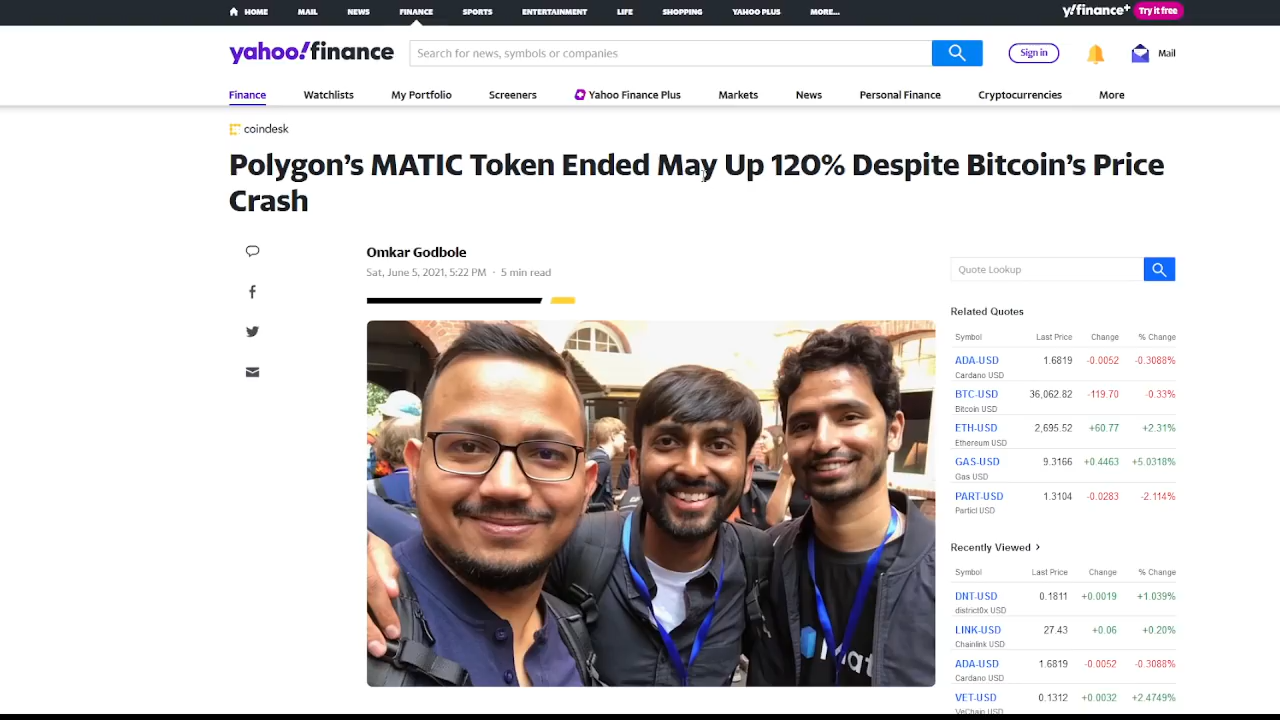 HOME MAIL NEWS FINANCE SPORTS ENTERTAINMENT LIFE SHOPPING YAHOO PLUS MORE... y!finance+ Try it free
yahoo!finance Search for news, symbols or companies Sign in Mail
Finance Watchlists My Portfolio Screeners Yahoo Finance Plus Markets News Personal Finance Cryptocurrencies More
coindesk
Polygon's MATIC Token Ended May Up 120% Despite Bitcoin's Price
Crash
Omkar Godbole
Sat, June 5, 2021, 5:22 PM · 5 min read
Quote Lookup
Related Quotes
Symbol Last Price Change % Change
ADA-USD 1.6819 -0.0052 -0.3088%
Cardano USD
BTC-USD 36,062.82 -119.70 -0.33%
Bitcoin USD
ETH-USD 2,695.52 +60.77 +2.31%
Ethereum USD
GAS-USD 9.3166 +0.4463 +5.0318%
Gas USD
PART-USD 1.3104 -0.0283 -2.114%
Particl USD
Recently Viewed >
Symbol Last Price Change % Change
DNT-USD 0.1811 +0.0019 +1.039%
district0x USD
LINK-USD 27.43 +0.06 +0.20%
Chainlink USD
ADA-USD 1.6819 -0.0052 -0.3088%
Cardano USD
VET-USD 0.1312 +0.0032 +2.4749%
VeChain USD